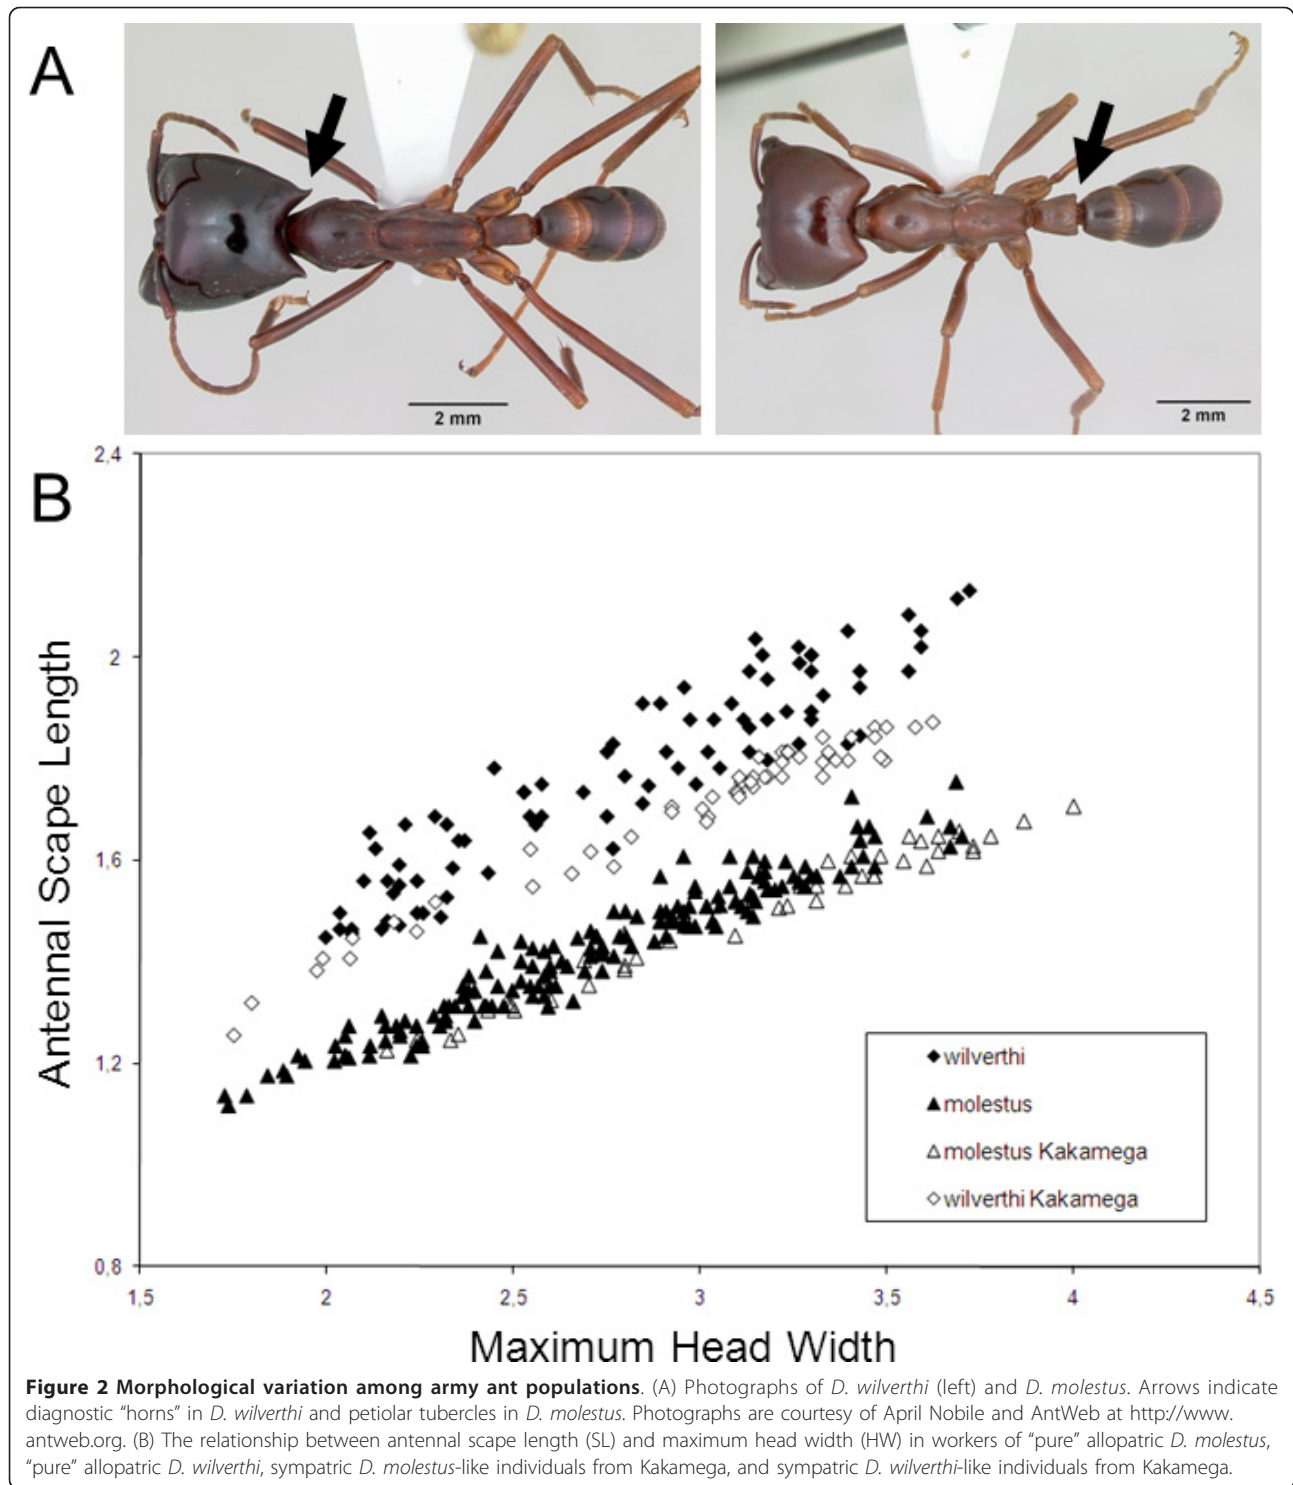 A
2 mm
2 mm
B
Antennal Scape Length
2,4
2
1,6
1,2
0,8
1,5
2
2,5
3
3,5
4
4,5
Maximum Head Width
wilverthi
molestus
molestus Kakamega
wilverthi Kakamega
Figure 2 Morphological variation among army ant populations. (A) Photographs of D. wilverthi (left) and D. molestus. Arrows indicate
diagnostic “horns” in D. wilverthi and petiolar tubercles in D. molestus. Photographs are courtesy of April Nobile and AntWeb at http://www.
antweb.org. (B) The relationship between antennal scape length (SL) and maximum head width (HW) in workers of “pure” allopatric D. molestus,
“pure” allopatric D. wilverthi, sympatric D. molestus-like individuals from Kakamega, and sympatric D. wilverthi-like individuals from Kakamega.